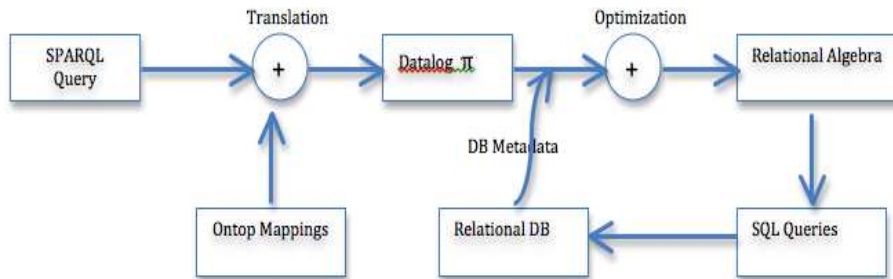 Translation
Optimization
SPARQL
Query
+
Datalog π
+
Relational Algebra
DB Metadata
Ontop Mappings
Relational DB
SQL Queries